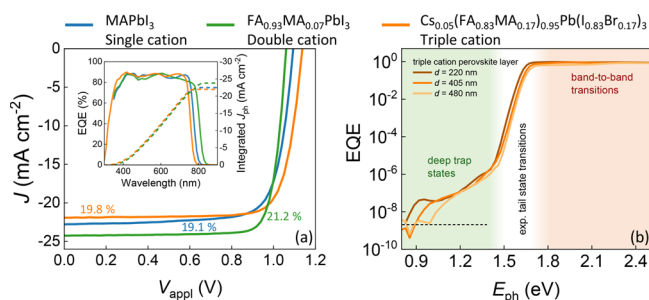 MAPbI₃
Single cation
FA₀.₉₃MA₀.₀₇PbI₃
Double cation
Cs₀.₀₅(FA₀.₈₃MA₀.₁₇)₀.₉₅Pb(I₀.₈₃Br₀.₁₇)₃
Triple cation
J (mA cm⁻²)
0
-5
-10
-15
-20
-25
0.0 0.2 0.4 0.6 0.8 1.0 1.2
V_appl (V)
EQE (%)
100
80
60
40
20
0
400 600 800
Wavelength (nm)
-30
-25
-20
-15
-10
-5
0
Integrated J_ph (mA cm⁻²)
19.8 %
19.1 %
21.2 %
(a)
EQE
10⁰
10⁻²
10⁻⁴
10⁻⁶
10⁻⁸
10⁻¹⁰
0.9 1.2 1.5 1.8 2.1 2.4
E_ph (eV)
triple cation perovskite layer
d = 220 nm
d = 405 nm
d = 480 nm
band-to-band
transitions
deep trap
states
exp. tail state transitions
(b)